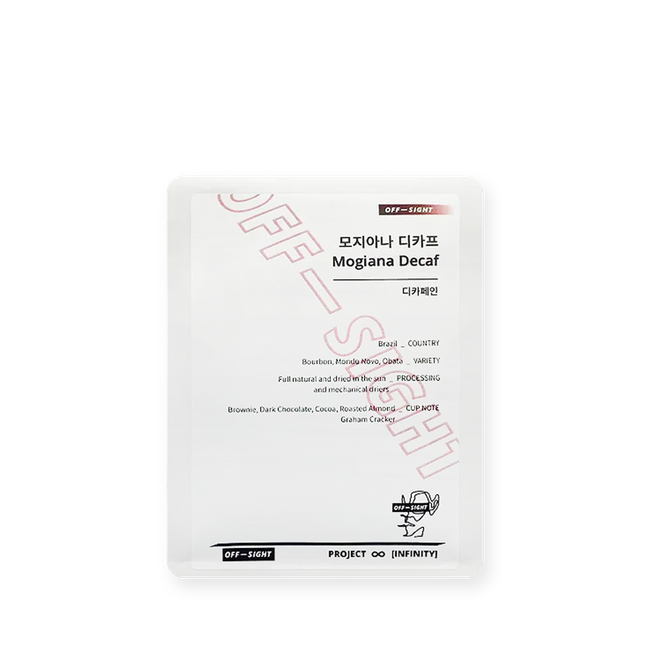 OFF—SIGHT
OFF—SIGHT
모지아나 디카프
Mogiana Decaf
디카페인
Brazil _ COUNTRY
Bourbon, Mondo Novo, Obata _ VARIETY
Full natural and dried in the sun _ PROCESSING
and mechanical driers
Brownie, Dark Chocolate, Cocoa, Roasted Almond _ CUP NOTE
Graham Cracker
OFF—SIGHT
OFF—SIGHT
PROJECT ∞ [INFINITY]